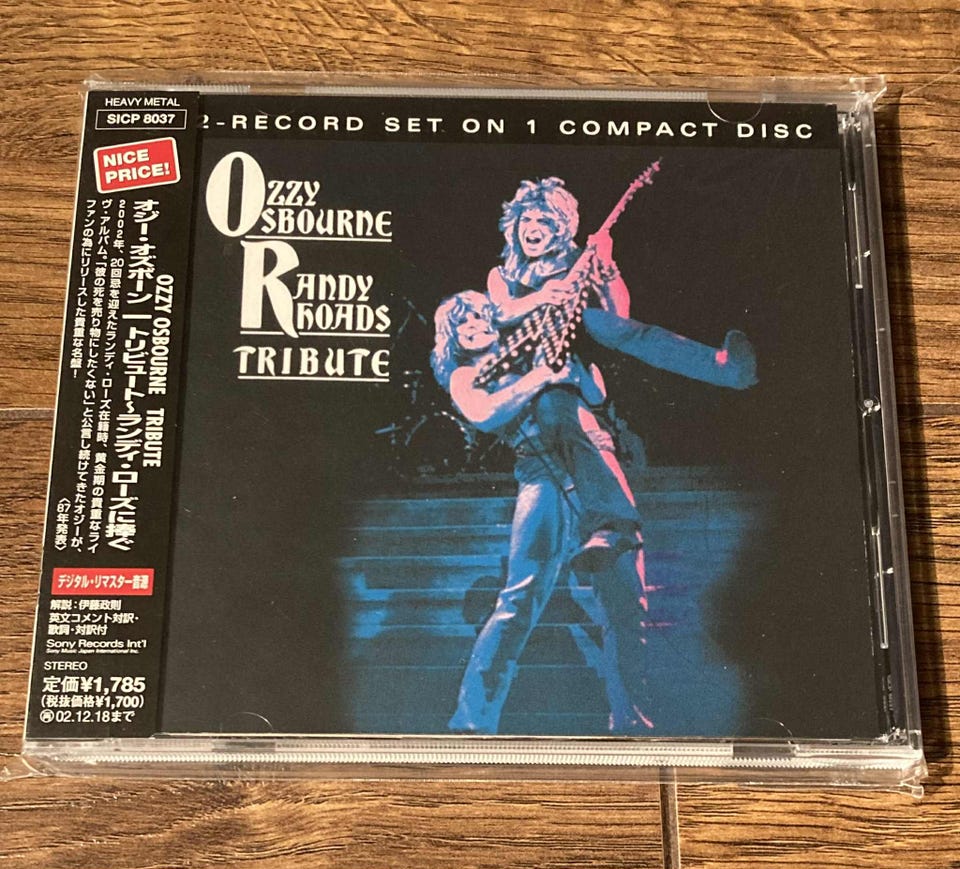 HEAVY METAL
SICP 8037
NICE
PRICE!
OZZY OSBOURNE TRIBUTE
オジー・オズボーン|トリビュート~ランディ・ローズに捧ぐ
2002年、20回忌を迎えたランディ・ローズ在籍時、黄金期の貴重なライ
ヴ・アルバム。「彼の死を売り物にしたくない」と公言し続けてきたオジーが、
ファンの為にリリースした貴重な名盤!
〈87年発表〉
デジタル・リマスター音源
解説:伊藤政則
英文コメント対訳・
歌詞・対訳付
Sony Records Int'l
Sony Music Japan International Inc.
STEREO
定価¥1,785
(税抜価格¥1,700)
再02.12.18まで
2-RECORD SET ON 1 COMPACT DISC
OZZY
OSBOURNE
RANDY
RHOADS
TRIBUTE